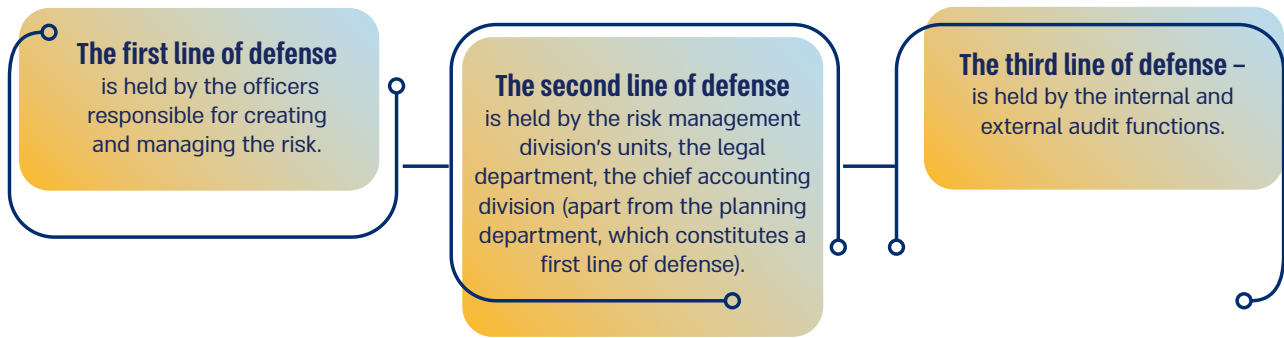 The first line of defense
is held by the officers
responsible for creating
and managing the risk.
The second line of defense
is held by the risk management
division's units, the legal
department, the chief accounting
division (apart from the planning
department, which constitutes a
first line of defense).
The third line of defense –
is held by the internal and
external audit functions.